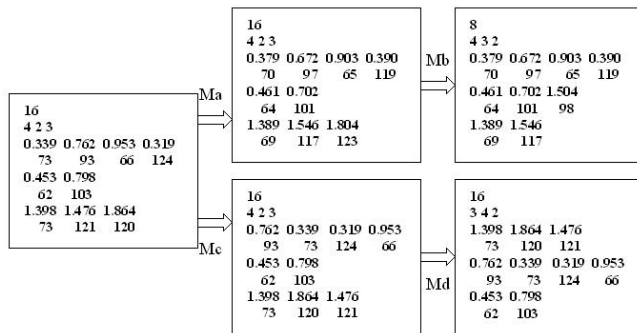 16
4 2 3
0.339 0.762 0.953 0.319
73 93 66 124
0.453 0.798
62 103
1.398 1.476 1.864
73 121 120
Ma
16
4 2 3
0.379 0.672 0.903 0.390
70 97 65 119
0.461 0.702
64 101
1.389 1.546 1.804
69 117 123
Mb
8
4 3 2
0.379 0.672 0.903 0.390
70 97 65 119
0.461 0.702 1.504
64 101 98
1.389 1.546
69 117
Mc
16
4 2 3
0.762 0.339 0.319 0.953
93 73 124 66
0.453 0.798
62 103
1.398 1.864 1.476
73 120 121
Md
16
3 4 2
1.398 1.864 1.476
73 120 121
0.762 0.339 0.319 0.953
93 73 124 66
0.453 0.798
62 103